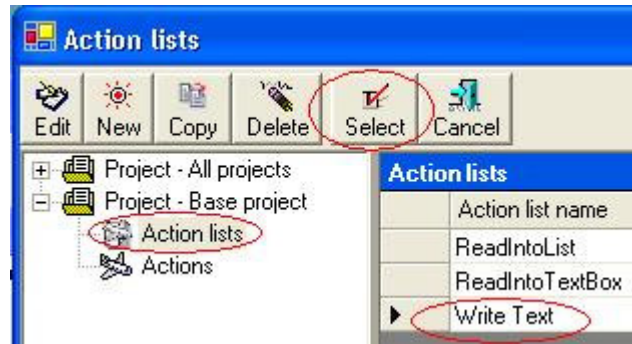 Action lists
Edit New Copy Delete Select Cancel
Project - All projects
Project - Base project
Action lists
Actions
Action lists
Action list name
ReadIntoList
ReadIntoTextBox
Write Text